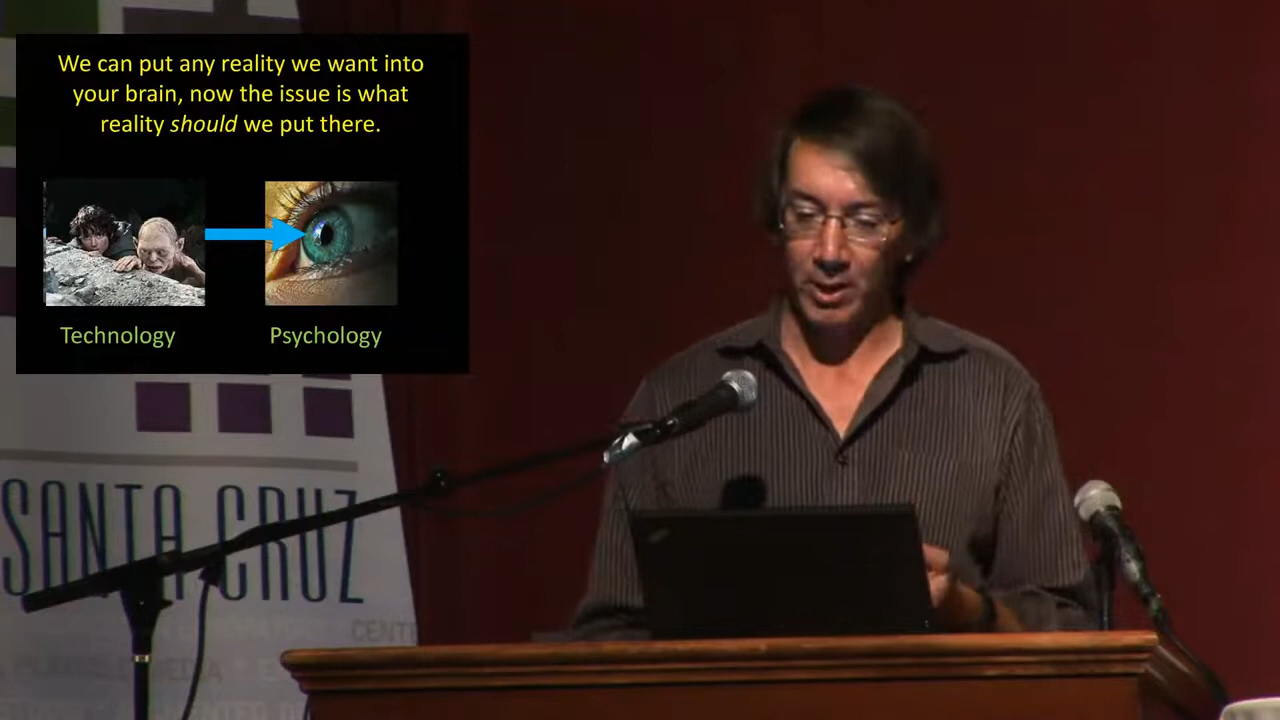 We can put any reality we want into
your brain, now the issue is what
reality should we put there.
Technology
Psychology
SANTA CRUZ